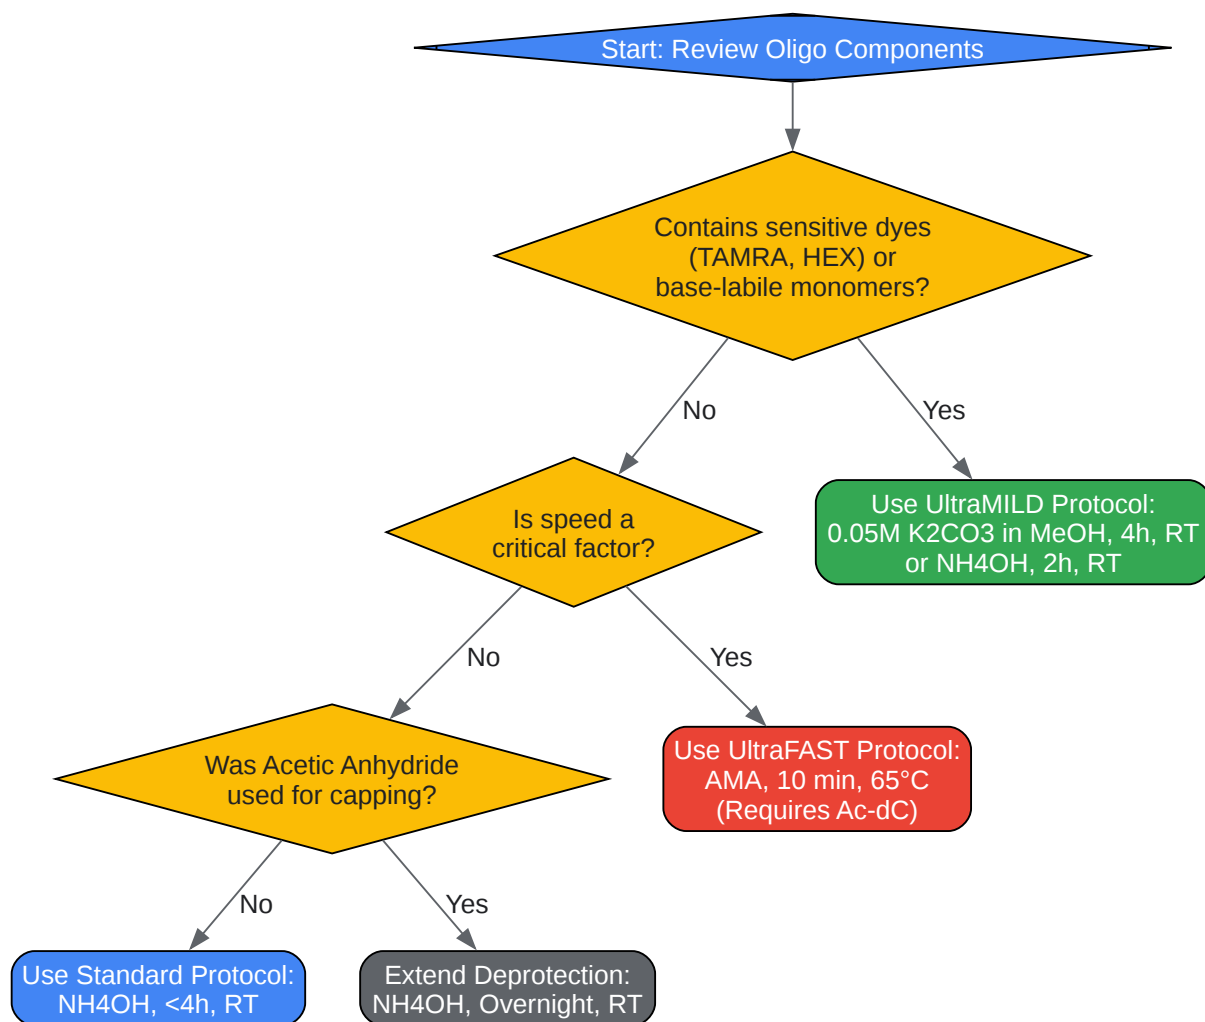 Start: Review Oligo Components
Contains sensitive dyes
(TAMRA, HEX) or
base-labile monomers?
No
Yes
Is speed a
critical factor?
Use UltraMILD Protocol:
0.05M K2CO3 in MeOH, 4h, RT
or NH4OH, 2h, RT
No
Yes
Was Acetic Anhydride
used for capping?
Use UltraFAST Protocol:
AMA, 10 min, 65°C
(Requires Ac-dC)
No
Yes
Use Standard Protocol:
NH4OH, <4h, RT
Extend Deprotection:
NH4OH, Overnight, RT